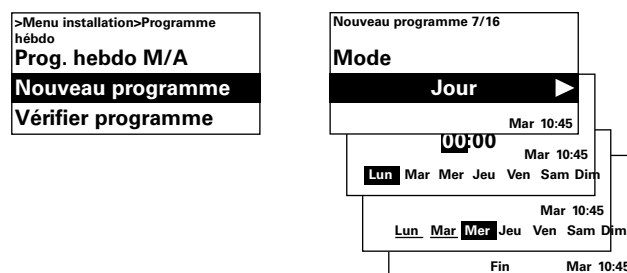 >Menu installation>Programme
hébdo
Prog. hebdo M/A
Nouveau programme
Vérifier programme
Nouveau programme 7/16
Mode
Jour
Mar 10:45
00:00
Mar 10:45
Lun Mar Mer Jeu Ven Sam Dim
Mar 10:45
Lun Mar Mer Jeu Ven Sam Dim
Fin Mar 10:45